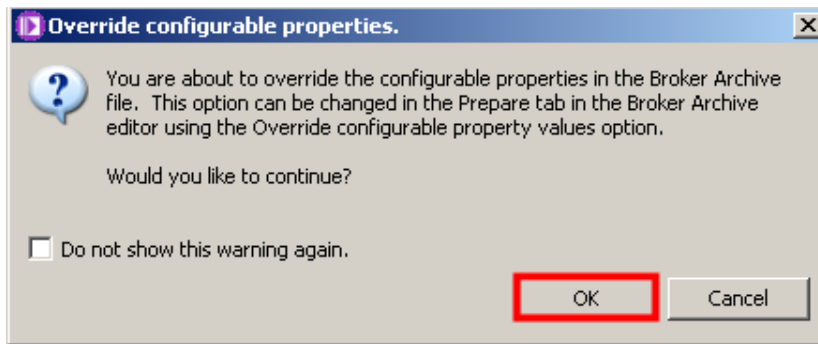 Override configurable properties.
You are about to override the configurable properties in the Broker Archive
file. This option can be changed in the Prepare tab in the Broker Archive
editor using the Override configurable property values option.
Would you like to continue?
Do not show this warning again.
OK
Cancel